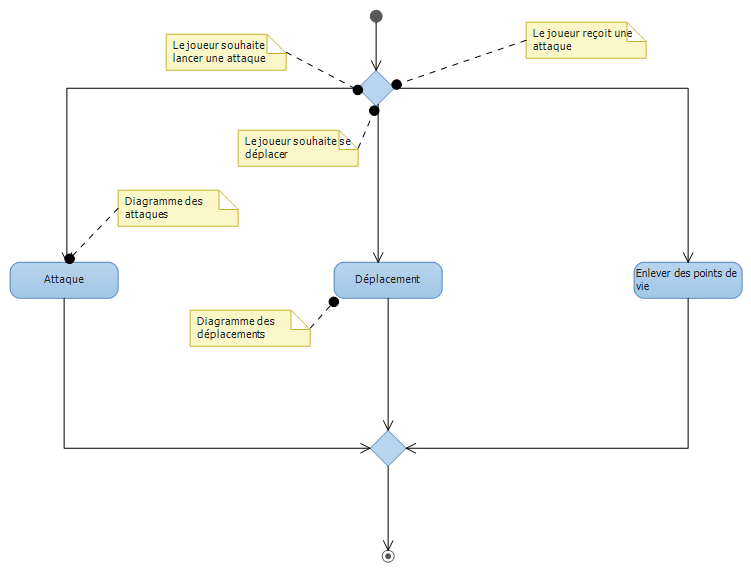 Le joueur souhaite
lancer une attaque
Le joueur reçoit une
attaque
Le joueur souhaite se
déplacer
Diagramme des
attaques
Attaque
Déplacement
Enlever des points de
vie
Diagramme des
déplacements